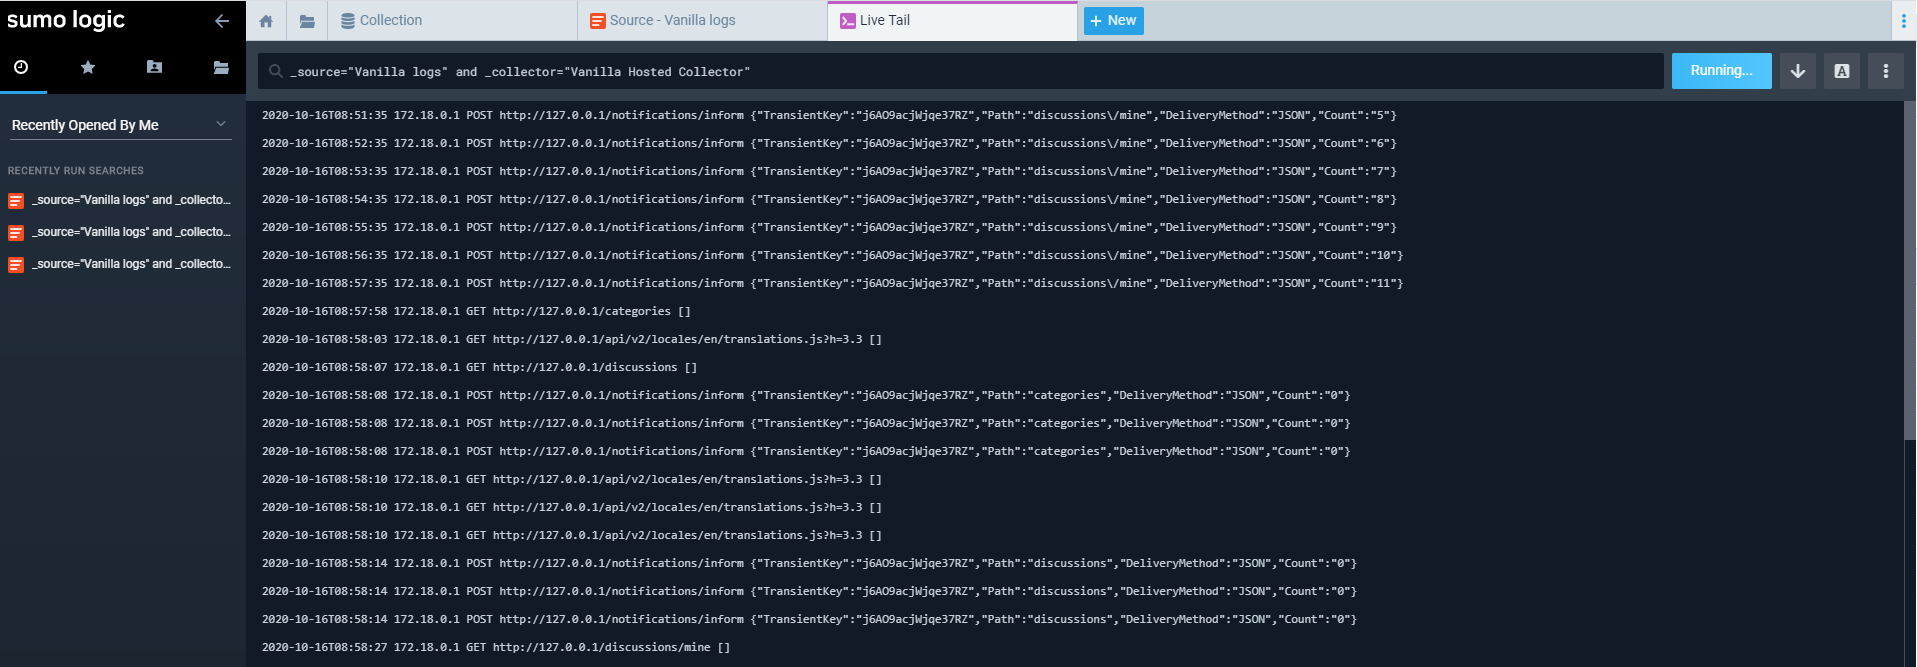 sumo logic
Collection
Source - Vanilla logs
Live Tail
+ New
_source="Vanilla logs" and _collector="Vanilla Hosted Collector"
Running...
A
Recently Opened By Me
RECENTLY RUN SEARCHES
_source="Vanilla logs" and _collecto...
_source="Vanilla logs" and _collecto...
_source="Vanilla logs" and _collecto...
2020-10-16T08:51:35 172.18.0.1 POST http://127.0.0.1/notifications/inform {"TransientKey":"j6AO9acjWjqe37RZ","Path":"discussions\/mine","DeliveryMethod":"JSON","Count":"5"}
2020-10-16T08:52:35 172.18.0.1 POST http://127.0.0.1/notifications/inform {"TransientKey":"j6AO9acjWjqe37RZ","Path":"discussions\/mine","DeliveryMethod":"JSON","Count":"6"}
2020-10-16T08:53:35 172.18.0.1 POST http://127.0.0.1/notifications/inform {"TransientKey":"j6AO9acjWjqe37RZ","Path":"discussions\/mine","DeliveryMethod":"JSON","Count":"7"}
2020-10-16T08:54:35 172.18.0.1 POST http://127.0.0.1/notifications/inform {"TransientKey":"j6AO9acjWjqe37RZ","Path":"discussions\/mine","DeliveryMethod":"JSON","Count":"8"}
2020-10-16T08:55:35 172.18.0.1 POST http://127.0.0.1/notifications/inform {"TransientKey":"j6AO9acjWjqe37RZ","Path":"discussions\/mine","DeliveryMethod":"JSON","Count":"9"}
2020-10-16T08:56:35 172.18.0.1 POST http://127.0.0.1/notifications/inform {"TransientKey":"j6AO9acjWjqe37RZ","Path":"discussions\/mine","DeliveryMethod":"JSON","Count":"10"}
2020-10-16T08:57:35 172.18.0.1 POST http://127.0.0.1/notifications/inform {"TransientKey":"j6AO9acjWjqe37RZ","Path":"discussions\/mine","DeliveryMethod":"JSON","Count":"11"}
2020-10-16T08:57:58 172.18.0.1 GET http://127.0.0.1/categories []
2020-10-16T08:58:03 172.18.0.1 GET http://127.0.0.1/api/v2/locales/en/translations.js?h=3.3 []
2020-10-16T08:58:07 172.18.0.1 GET http://127.0.0.1/discussions []
2020-10-16T08:58:08 172.18.0.1 POST http://127.0.0.1/notifications/inform {"TransientKey":"j6AO9acjWjqe37RZ","Path":"categories","DeliveryMethod":"JSON","Count":"0"}
2020-10-16T08:58:08 172.18.0.1 POST http://127.0.0.1/notifications/inform {"TransientKey":"j6AO9acjWjqe37RZ","Path":"categories","DeliveryMethod":"JSON","Count":"0"}
2020-10-16T08:58:08 172.18.0.1 POST http://127.0.0.1/notifications/inform {"TransientKey":"j6AO9acjWjqe37RZ","Path":"categories","DeliveryMethod":"JSON","Count":"0"}
2020-10-16T08:58:10 172.18.0.1 GET http://127.0.0.1/api/v2/locales/en/translations.js?h=3.3 []
2020-10-16T08:58:10 172.18.0.1 GET http://127.0.0.1/api/v2/locales/en/translations.js?h=3.3 []
2020-10-16T08:58:10 172.18.0.1 GET http://127.0.0.1/api/v2/locales/en/translations.js?h=3.3 []
2020-10-16T08:58:14 172.18.0.1 POST http://127.0.0.1/notifications/inform {"TransientKey":"j6AO9acjWjqe37RZ","Path":"discussions","DeliveryMethod":"JSON","Count":"0"}
2020-10-16T08:58:14 172.18.0.1 POST http://127.0.0.1/notifications/inform {"TransientKey":"j6AO9acjWjqe37RZ","Path":"discussions","DeliveryMethod":"JSON","Count":"0"}
2020-10-16T08:58:14 172.18.0.1 POST http://127.0.0.1/notifications/inform {"TransientKey":"j6AO9acjWjqe37RZ","Path":"discussions","DeliveryMethod":"JSON","Count":"0"}
2020-10-16T08:58:27 172.18.0.1 GET http://127.0.0.1/discussions/mine []